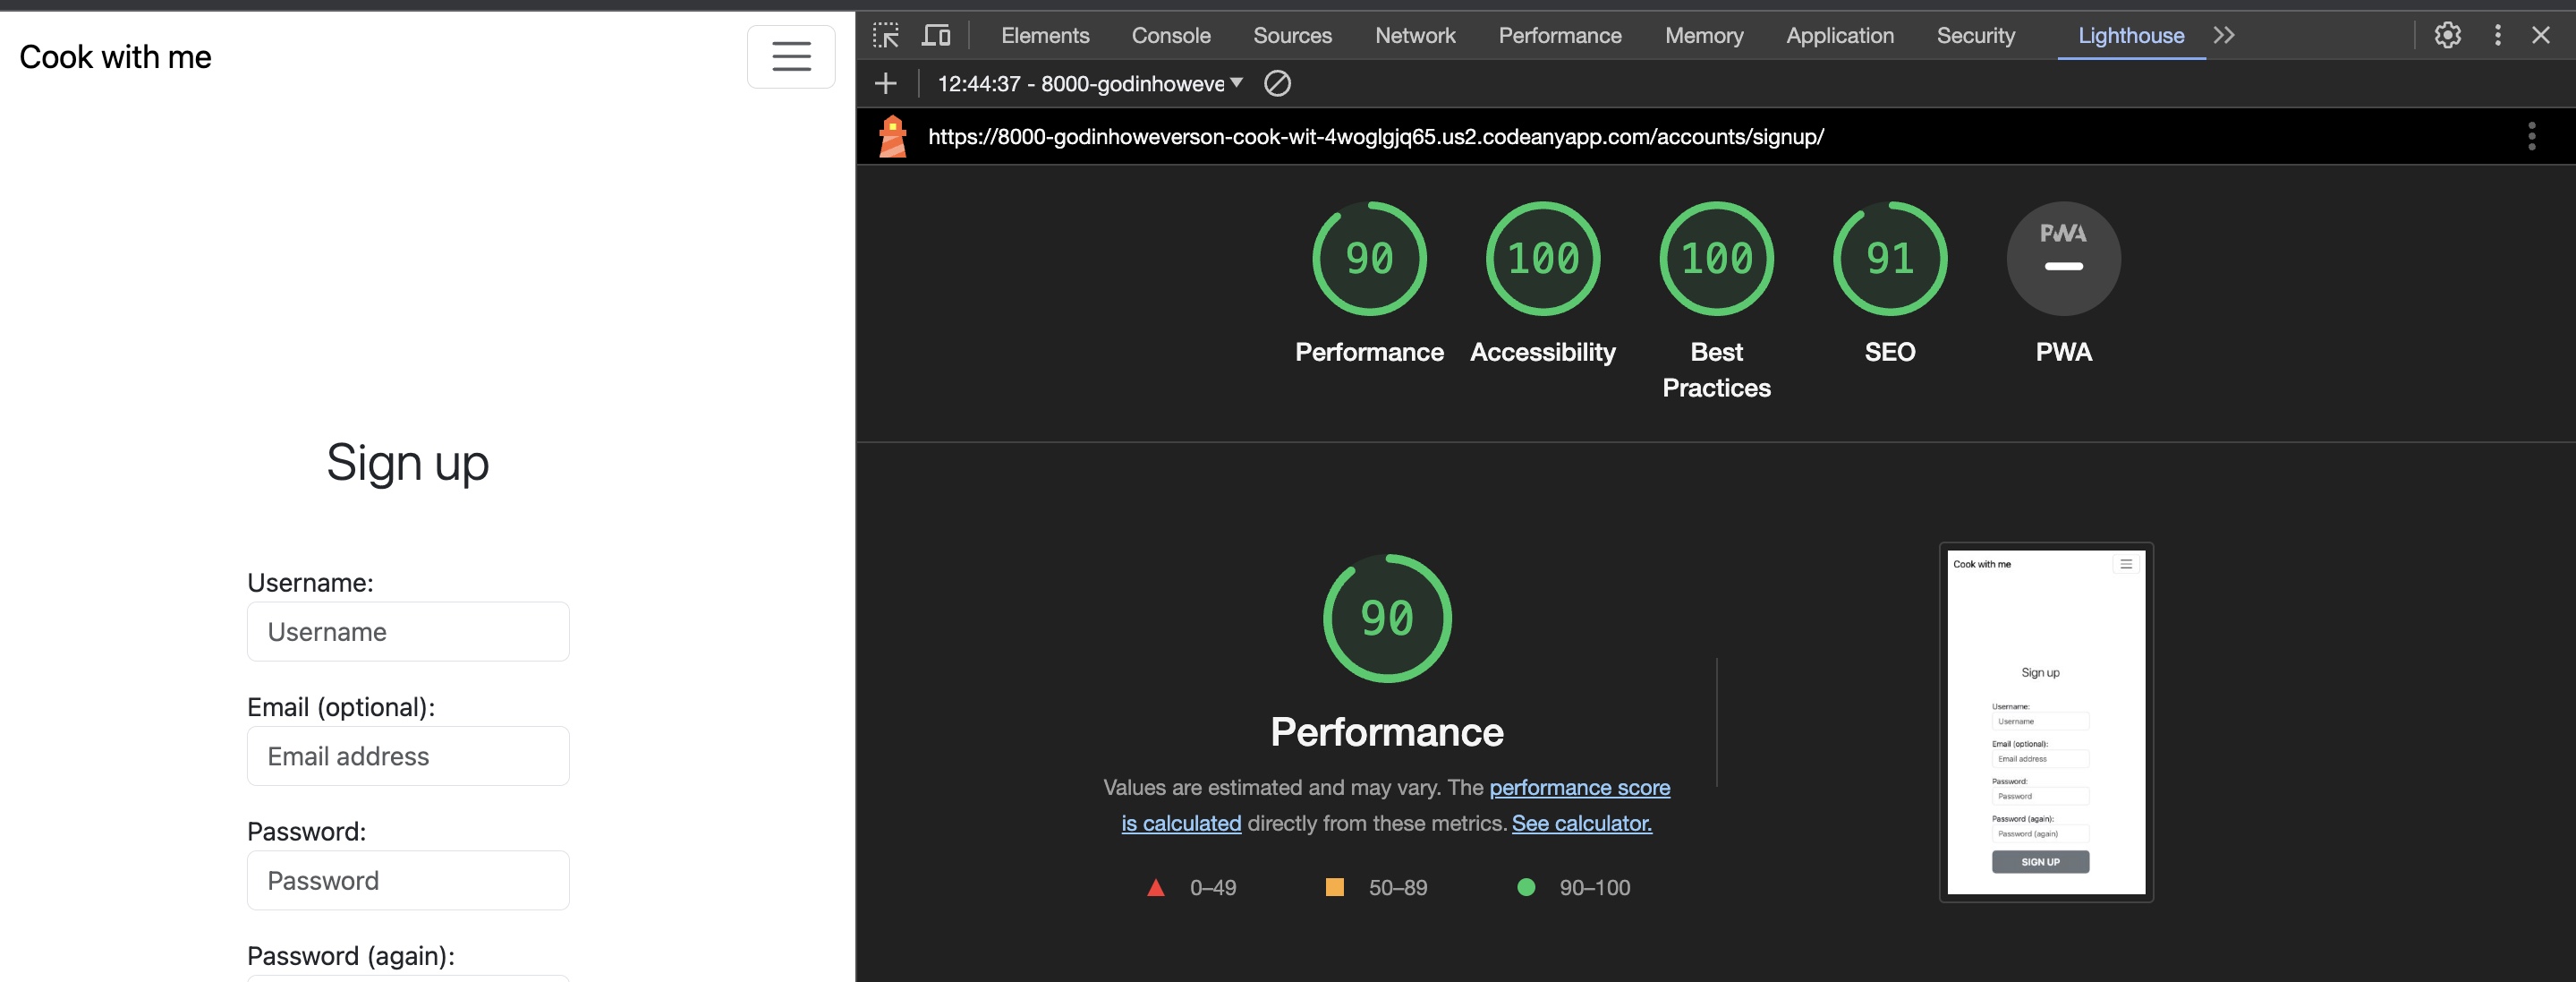 Cook with me
Sign up
Username:
Username
Email (optional):
Email address
Password:
Password
Password (again):
Elements Console Sources Network Performance Memory Application Security Lighthouse
12:44:37 - 8000-godinhoweve
https://8000-godinhoweverson-cook-wit-4woglgjq65.us2.codeanyapp.com/accounts/signup/
90 100 100 91 PWA
Performance Accessibility Best Practices SEO PWA
90
Performance
Values are estimated and may vary. The performance score
is calculated directly from these metrics. See calculator.
0–49 50–89 90–100
Cook with me
Sign up
Username:
Username
Email (optional):
Email address
Password:
Password
Password (again):
Password (again)
SIGN UP